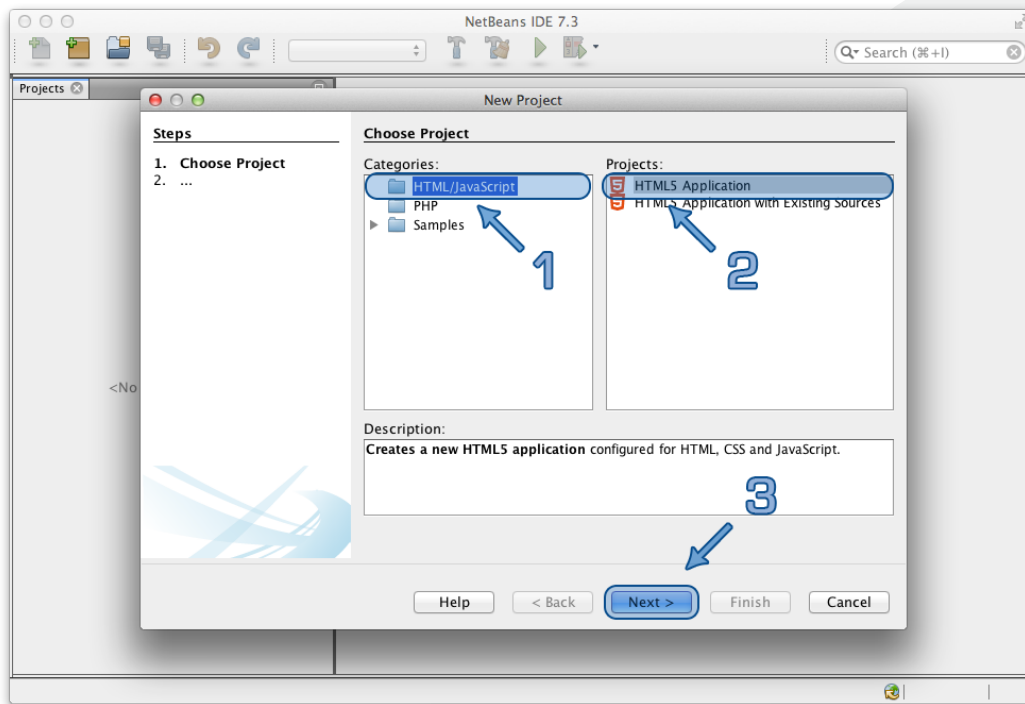 NetBeans IDE 7.3
Search (⌘+I)
Projects
New Project
Steps
1. Choose Project
2. ...
Choose Project
Categories:
HTML/JavaScript
PHP
Samples
Projects:
HTML5 Application
HTML5 Application with Existing Sources
1
2
<No
Description:
Creates a new HTML5 application configured for HTML, CSS and JavaScript.
3
Help
< Back
Next >
Finish
Cancel